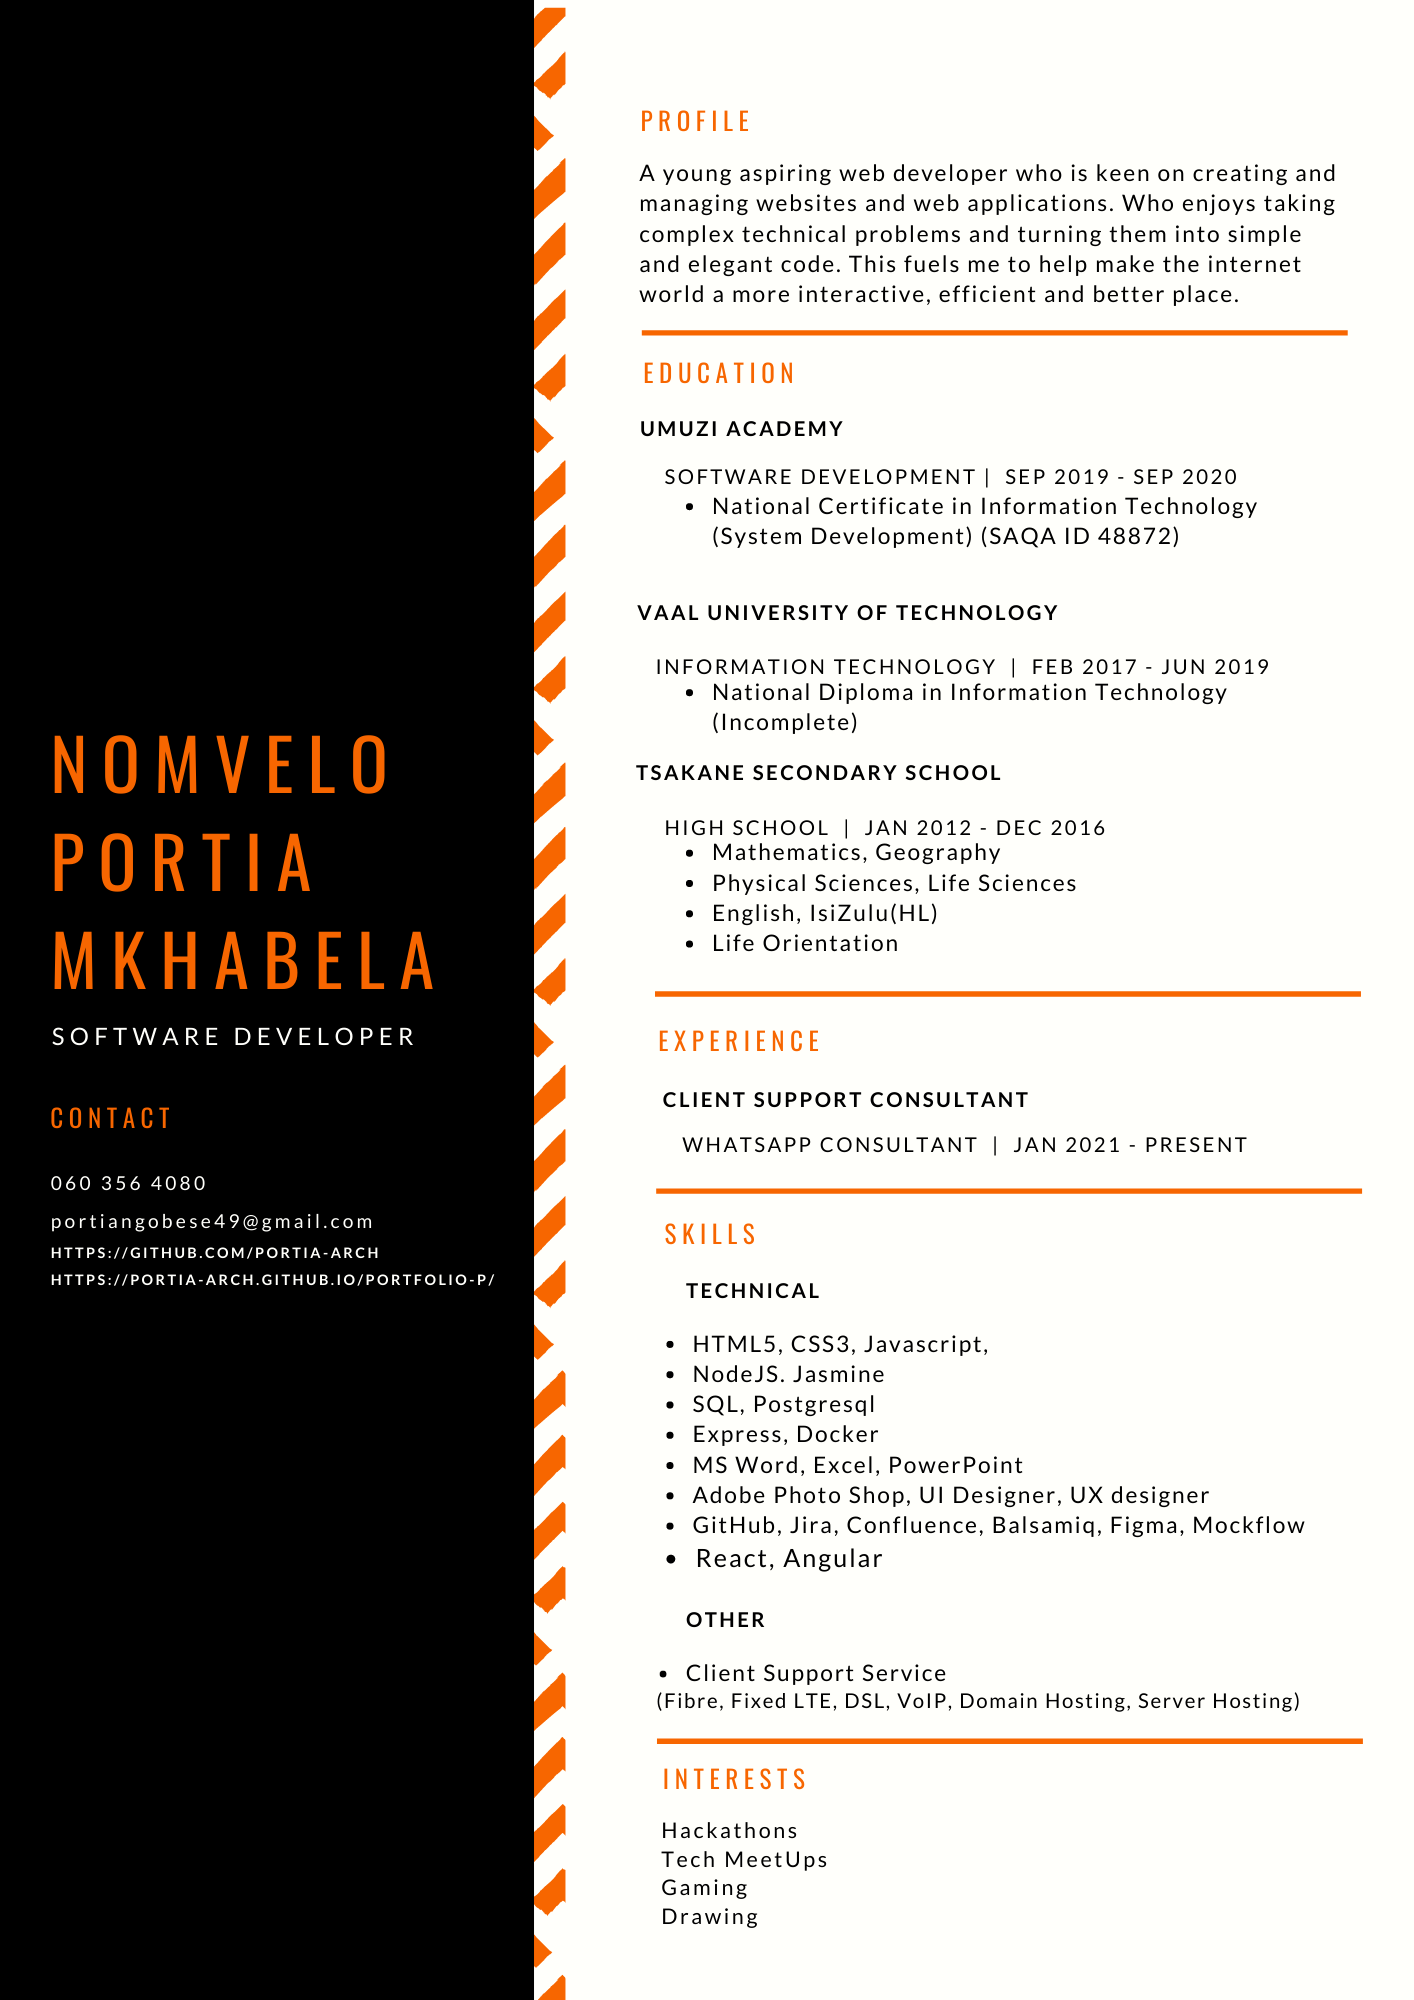 NOMVELO
PORTIA
MKHABELA
SOFTWARE DEVELOPER
CONTACT
060 356 4080
portiangobese49@gmail.com
HTTPS://GITHUB.COM/PORTIA-ARCH
HTTPS://PORTIA-ARCH.GITHUB.IO/PORTFOLIO-P/
PROFILE
A young aspiring web developer who is keen on creating and
managing websites and web applications. Who enjoys taking
complex technical problems and turning them into simple
and elegant code. This fuels me to help make the internet
world a more interactive, efficient and better place.
EDUCATION
UMUZI ACADEMY
SOFTWARE DEVELOPMENT | SEP 2019 - SEP 2020
• National Certificate in Information Technology
(System Development) (SAQA ID 48872)
VAAL UNIVERSITY OF TECHNOLOGY
INFORMATION TECHNOLOGY | FEB 2017 - JUN 2019
• National Diploma in Information Technology
(Incomplete)
TSAKANE SECONDARY SCHOOL
HIGH SCHOOL | JAN 2012 - DEC 2016
• Mathematics, Geography
• Physical Sciences, Life Sciences
• English, IsiZulu(HL)
• Life Orientation
EXPERIENCE
CLIENT SUPPORT CONSULTANT
WHATSAPP CONSULTANT | JAN 2021 - PRESENT
SKILLS
TECHNICAL
• HTML5, CSS3, Javascript,
• NodeJS. Jasmine
• SQL, Postgresql
• Express, Docker
• MS Word, Excel, PowerPoint
• Adobe Photo Shop, UI Designer, UX designer
• GitHub, Jira, Confluence, Balsamiq, Figma, Mockflow
• React, Angular
OTHER
• Client Support Service
(Fibre, Fixed LTE, DSL, VoIP, Domain Hosting, Server Hosting)
INTERESTS
Hackathons
Tech MeetUps
Gaming
Drawing